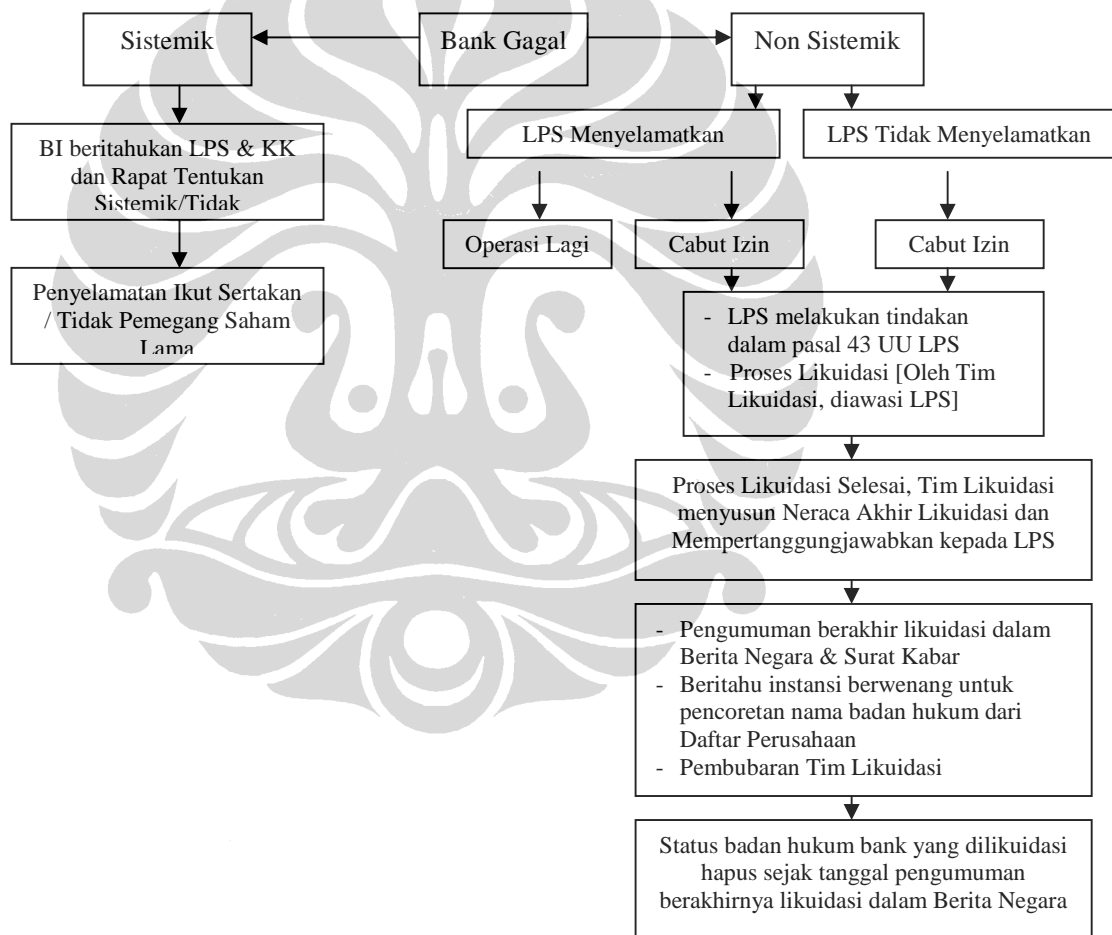 Sistemik
Bank Gagal
Non Sistemik
BI beritahukan LPS & KK
dan Rapat Tentukan
Sistemik/Tidak
Penyelamatan Ikut Sertakan
/ Tidak Pemegang Saham
Lama
LPS Menyelamatkan
LPS Tidak Menyelamatkan
Operasi Lagi
Cabut Izin
Cabut Izin
- LPS melakukan tindakan
dalam pasal 43 UU LPS
- Proses Likuidasi [Oleh Tim
Likuidasi, diawasi LPS]
Proses Likuidasi Selesai, Tim Likuidasi
menyusun Neraca Akhir Likuidasi dan
Mempertanggungjawabkan kepada LPS
- Pengumuman berakhir likuidasi dalam
Berita Negara & Surat Kabar
- Beritahu instansi berwenang untuk
pencoretan nama badan hukum dari
Daftar Perusahaan
- Pembubaran Tim Likuidasi
Status badan hukum bank yang dilikuidasi
hapus sejak tanggal pengumuman
berakhirnya likuidasi dalam Berita Negara